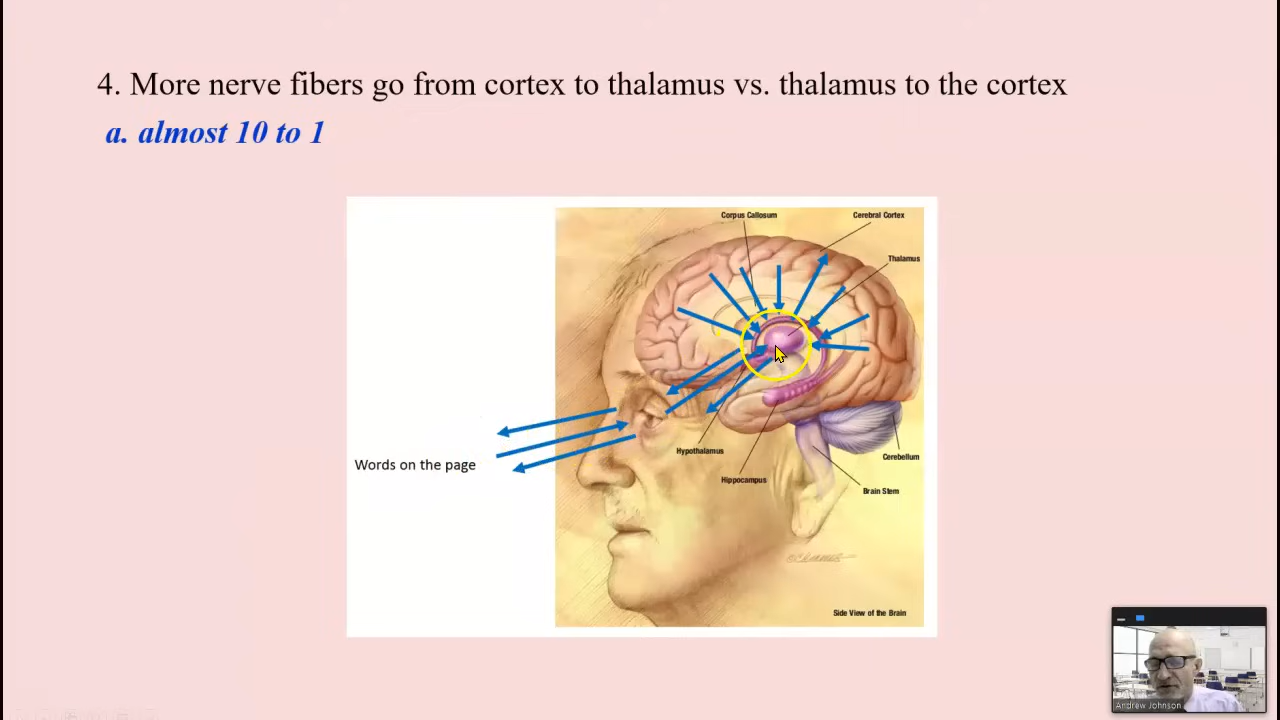 4. More nerve fibers go from cortex to thalamus vs. thalamus to the cortex
a. almost 10 to 1
Corpus Callosum
Cerebral Cortex
Thalamus
Words on the page
Hypothalamus
Hippocampus
Cerebellum
Brain Stem
Side View of the Brain
Andrew Johnson